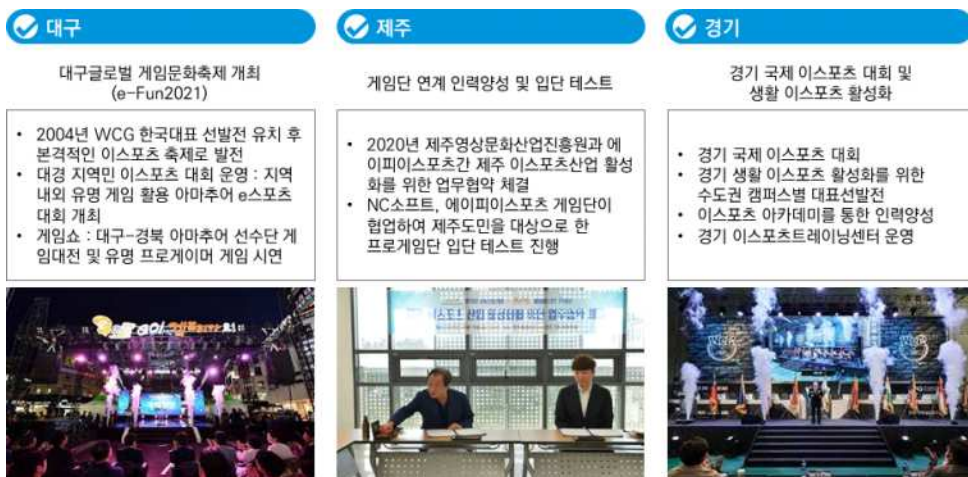 대구
대구글로벌 게임문화축제 개최
(e-Fun2021)
• 2004년 WCG 한국대표 선발전 유치 후
본격적인 이스포츠 축제로 발전
• 대경 지역민 이스포츠 대회 운영 : 지역
내외 유명 게임 활용 아마추어 e스포츠
대회 개최
• 게임쇼 : 대구-경북 아마추어 선수단 게
임대전 및 유명 프로게이머 게임 시연
제주
게임단 연계 인력양성 및 입단 테스트
• 2020년 제주영상문화산업진흥원과 에
이피이스포츠간 제주 이스포츠산업 활성
화를 위한 업무협약 체결
• NC소프트, 에이피이스포츠 게임단이
협업하여 제주도민을 대상으로 한
프로게임단 입단 테스트 진행
경기
경기 국제 이스포츠 대회 및
생활 이스포츠 활성화
• 경기 국제 이스포츠 대회
• 경기 생활 이스포츠 활성화를 위한
수도권 캠퍼스별 대표선발전
• 이스포츠 아카데미를 통한 인력양성
• 경기 이스포츠트레이닝센터 운영